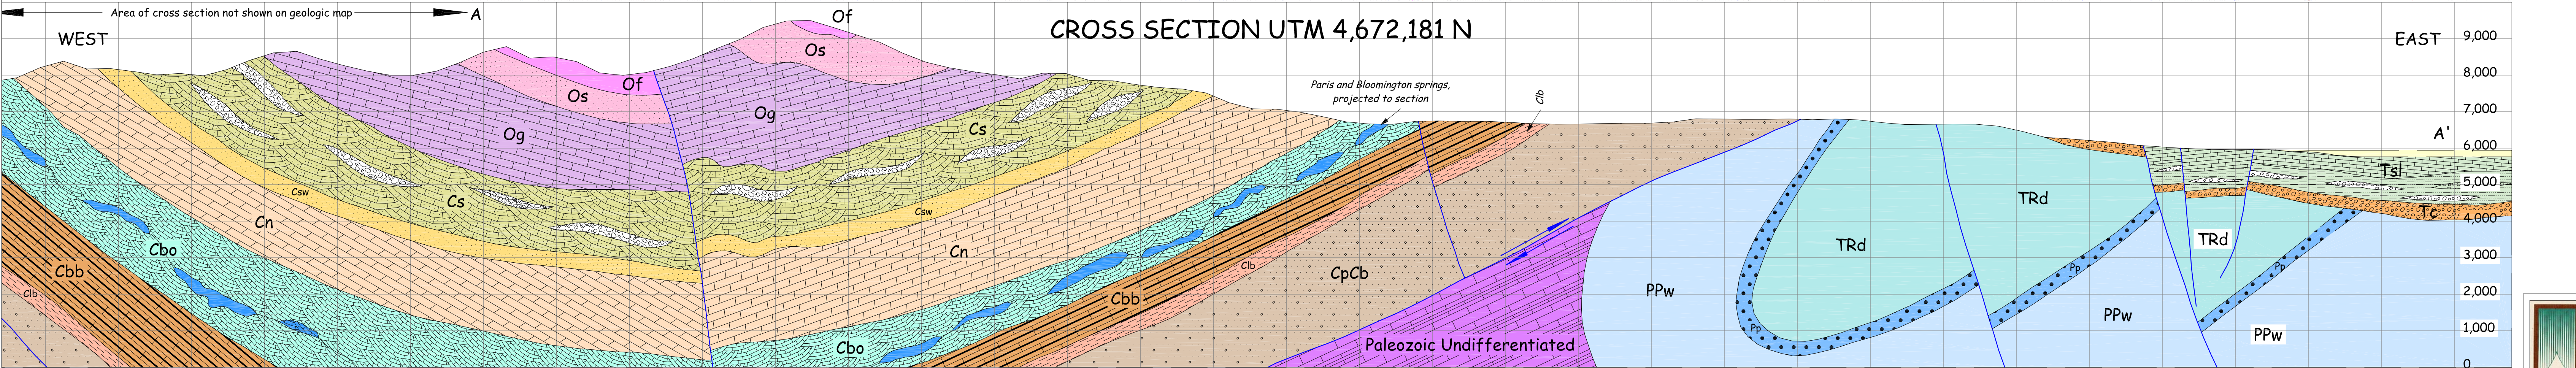 Area of cross section not shown on geologic map
A
Of
CROSS SECTION UTM 4,672,181 N
WEST
EAST
9,000
Os
8,000
Of
Os
Paris and Bloomington springs,
projected to section
Clb
7,000
Og
Og
Cs
A'
6,000
Tsl
5,000
Csw
Cs
Csw
TRd
Tc
4,000
Cn
Cbo
Cn
TRd
TRd
3,000
Cbb
Clb
CpCb
Pp
Pp
Clb
Cbb
PPw
2,000
Pp
PPw
1,000
Cbo
Paleozoic Undifferentiated
PPw
0